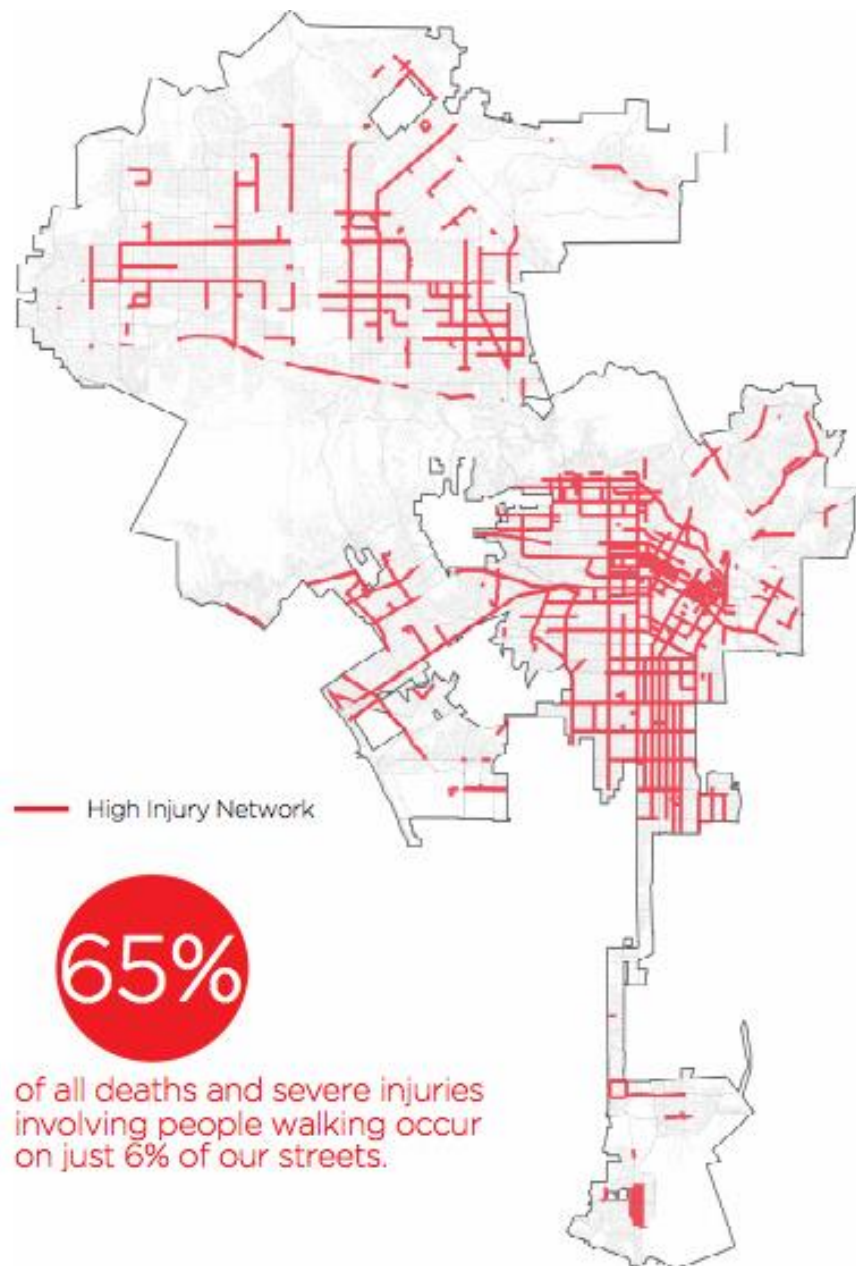 High Injury Network
65%
of all deaths and severe injuries
involving people walking occur
on just 6% of our streets.